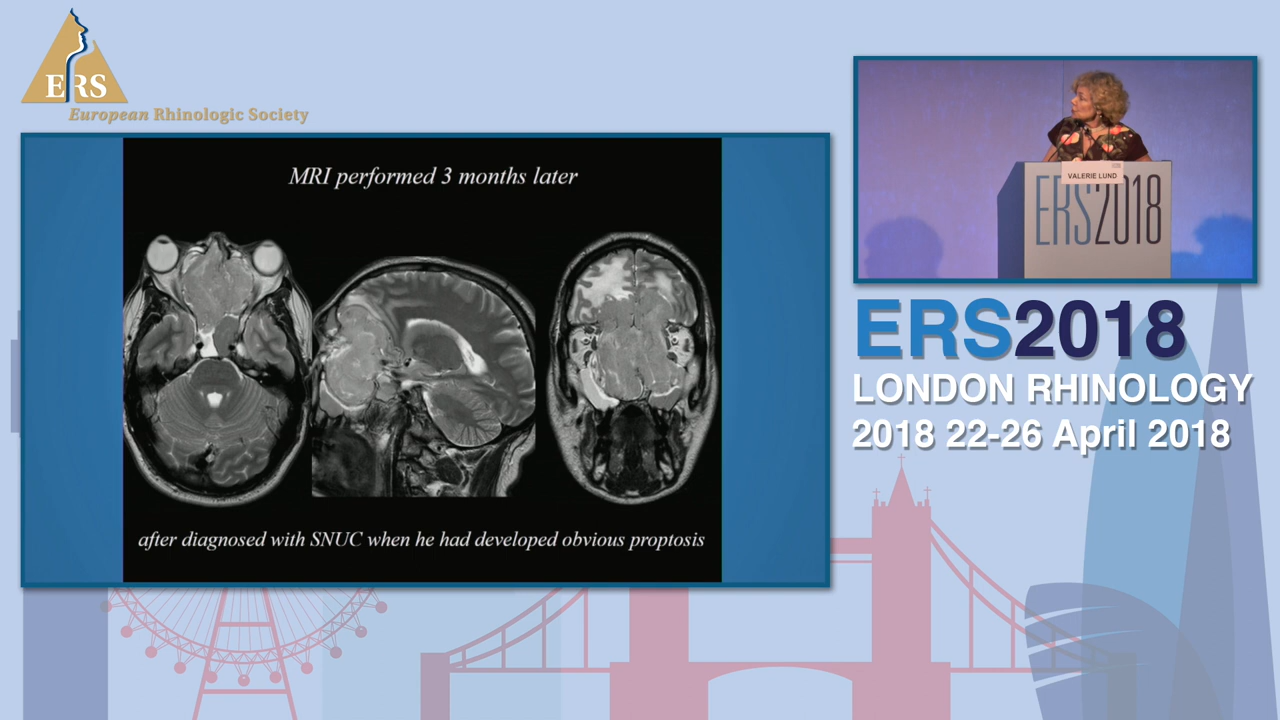 ERS
European Rhinologic Society
MRI performed 3 months later
after diagnosed with SNUC when he had developed obvious proptosis
VALERIE LUND
ERS2018
ERS2018
LONDON RHINOLOGY
2018 22-26 April 2018